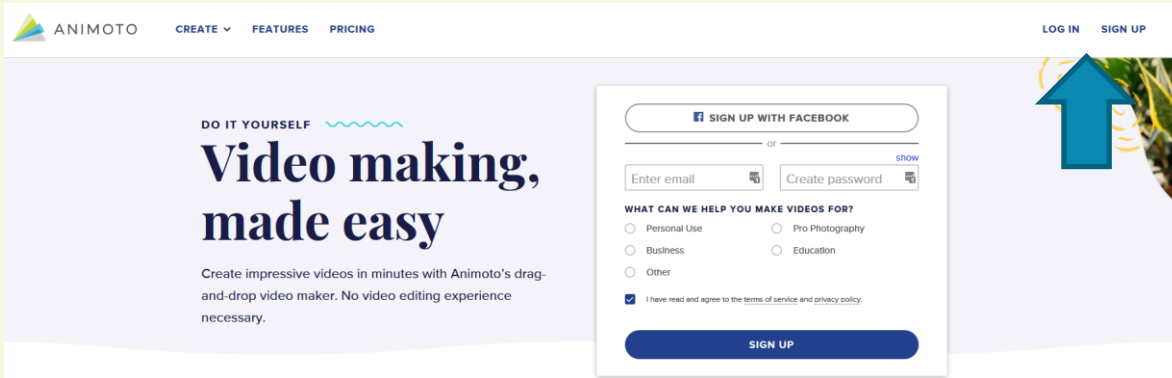 ANIMOTO CREATE FEATURES PRICING LOG IN SIGN UP
DO IT YOURSELF
Video making,
made easy
Create impressive videos in minutes with Animoto's drag-
and-drop video maker. No video editing experience
necessary.
SIGN UP WITH FACEBOOK
or
show
Enter email Create password
WHAT CAN WE HELP YOU MAKE VIDEOS FOR?
Personal Use Pro Photography
Business Education
Other
I have read and agree to the terms of service and privacy policy.
SIGN UP